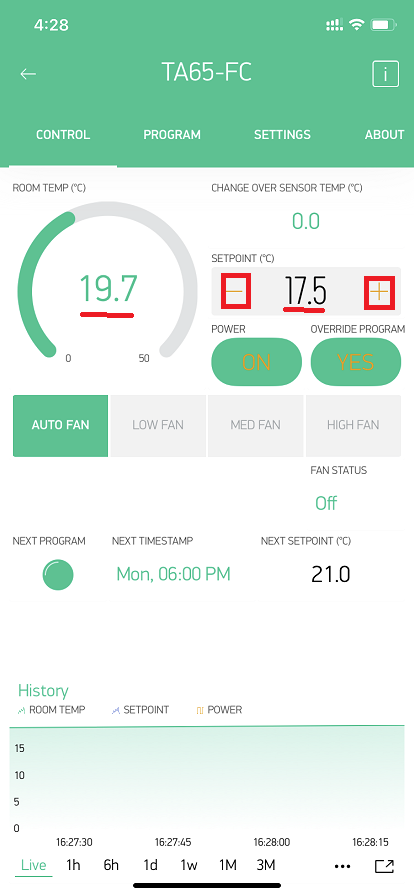 4:28
TA65-FC
i
CONTROL PROGRAM SETTINGS ABOUT
ROOM TEMP (°C) CHANGE OVER SENSOR TEMP (°C)
0.0
SETPOINT (°C)
19.7 − 17.5 +
POWER OVERRIDE PROGRAM
0 50 ON YES
AUTO FAN LOW FAN MED FAN HIGH FAN
FAN STATUS
Off
NEXT PROGRAM NEXT TIMESTAMP NEXT SETPOINT (°C)
Mon, 06:00 PM 21.0
History
ROOM TEMP SETPOINT POWER
15
10
5
0
16:27:30 16:27:45 16:28:00 16:28:15
Live 1h 6h 1d 1w 1M 3M •••